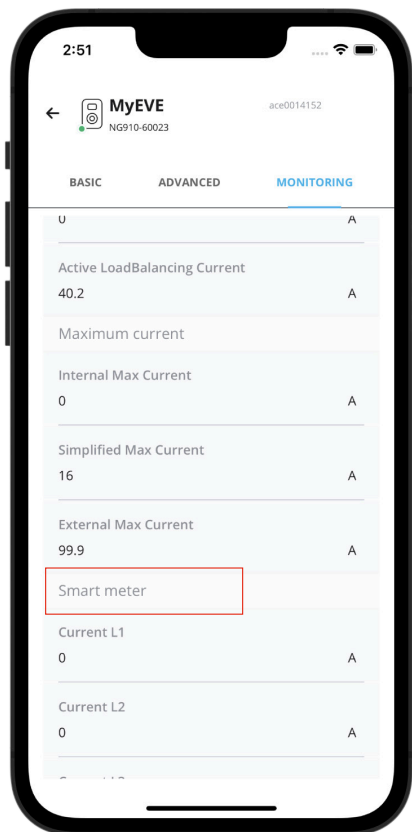 2:51
MyEVE
ace0014152
NG910-60023
BASIC ADVANCED MONITORING
0 A
Active LoadBalancing Current
40.2 A
Maximum current
Internal Max Current
0 A
Simplified Max Current
16 A
External Max Current
99.9 A
Smart meter
Current L1
0 A
Current L2
0 A